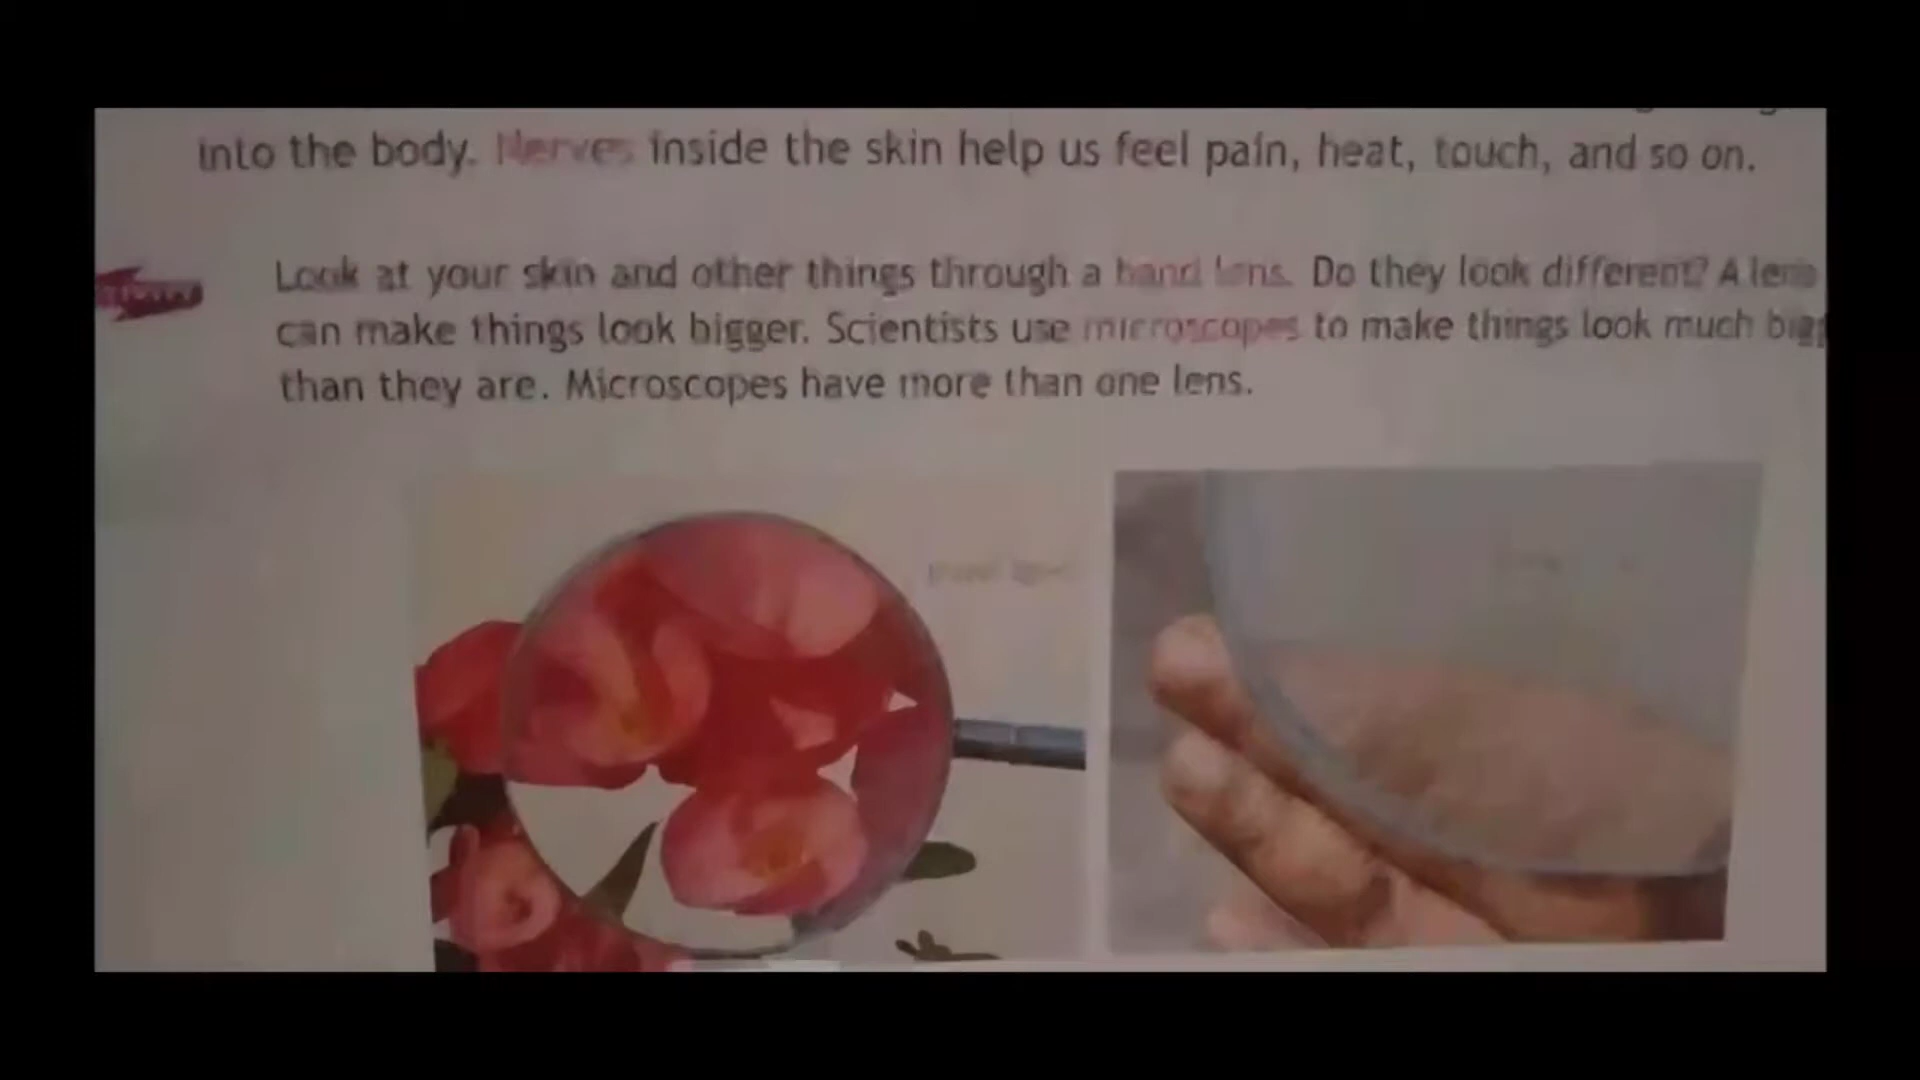 into the body. Nerves inside the skin help us feel pain, heat, touch, and so on.
Look at your skin and other things through a hand lens. Do they look different? A lens
can make things look bigger. Scientists use microscopes to make things look much
than they are. Microscopes have more than one lens.